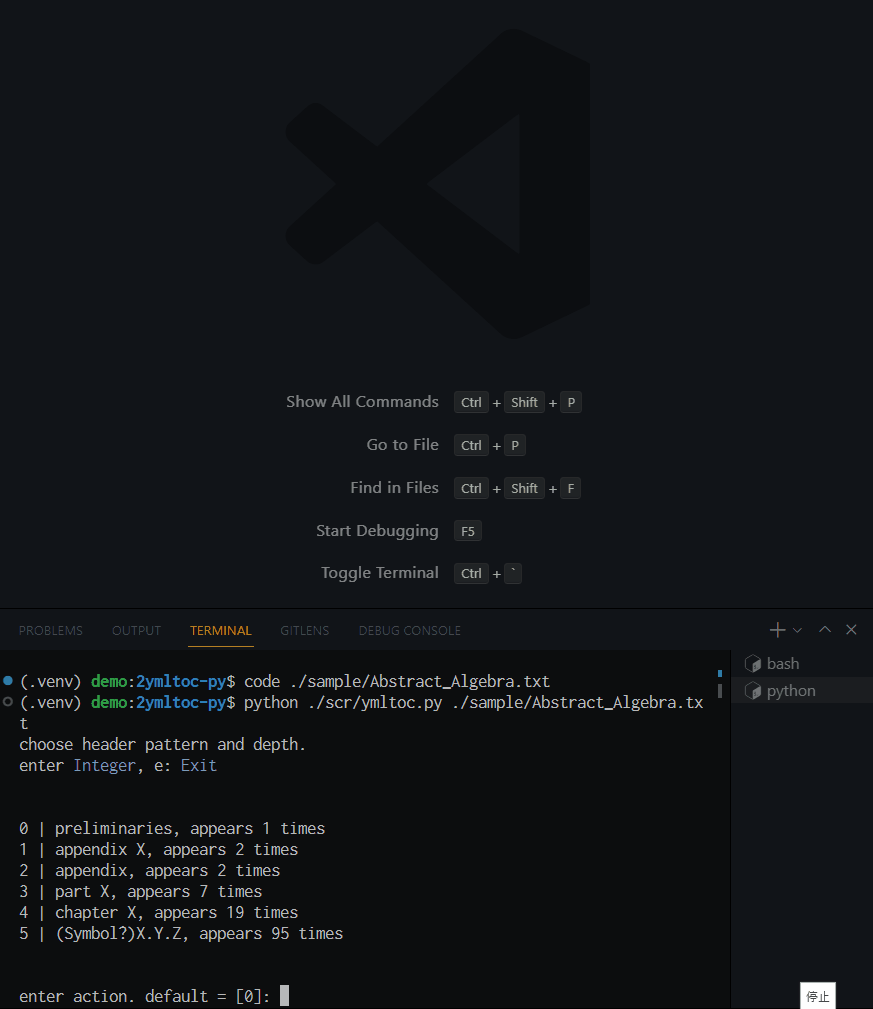 Show All Commands Ctrl + Shift + P
Go to File Ctrl + P
Find in Files Ctrl + Shift + F
Start Debugging F5
Toggle Terminal Ctrl + `
PROBLEMS OUTPUT TERMINAL GITLENS DEBUG CONSOLE
(.venv) demo:2ymltoc-py$ code ./sample/Abstract_Algebra.txt
(.venv) demo:2ymltoc-py$ python ./scr/ymltoc.py ./sample/Abstract_Algebra.tx
t
choose header pattern and depth.
enter Integer, e: Exit
0 | preliminaries, appears 1 times
1 | appendix X, appears 2 times
2 | appendix, appears 2 times
3 | part X, appears 7 times
4 | chapter X, appears 19 times
5 | (Symbol?)X.Y.Z, appears 95 times
enter action. default = [0]:
bash
python
停止